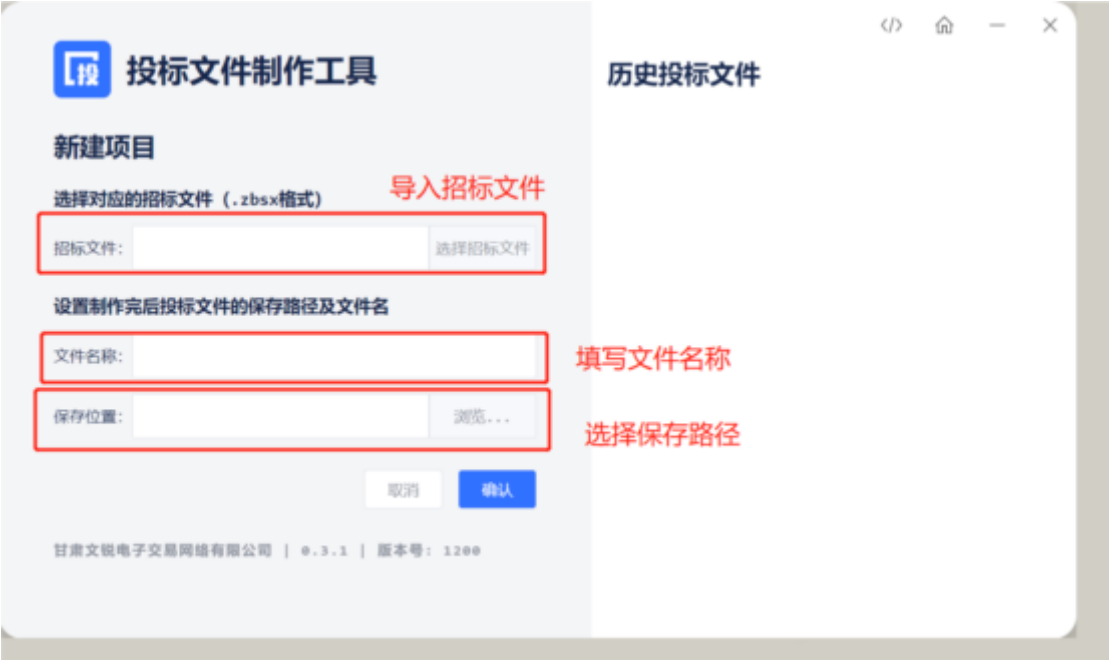 投 投标文件制作工具
新建项目
选择对应的招标文件（.zbsx格式）
导入招标文件
招标文件：
选择招标文件
设置制作完后投标文件的保存路径及文件名
文件名称：
填写文件名称
保存位置：
浏览...
选择保存路径
取消
确认
甘肃文锐电子交易网络有限公司 | 0.3.1 | 版本号：1200
历史投标文件